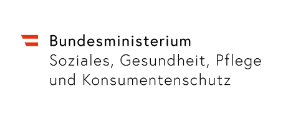 Bundesministerium
Soziales, Gesundheit, Pflege
und Konsumentenschutz